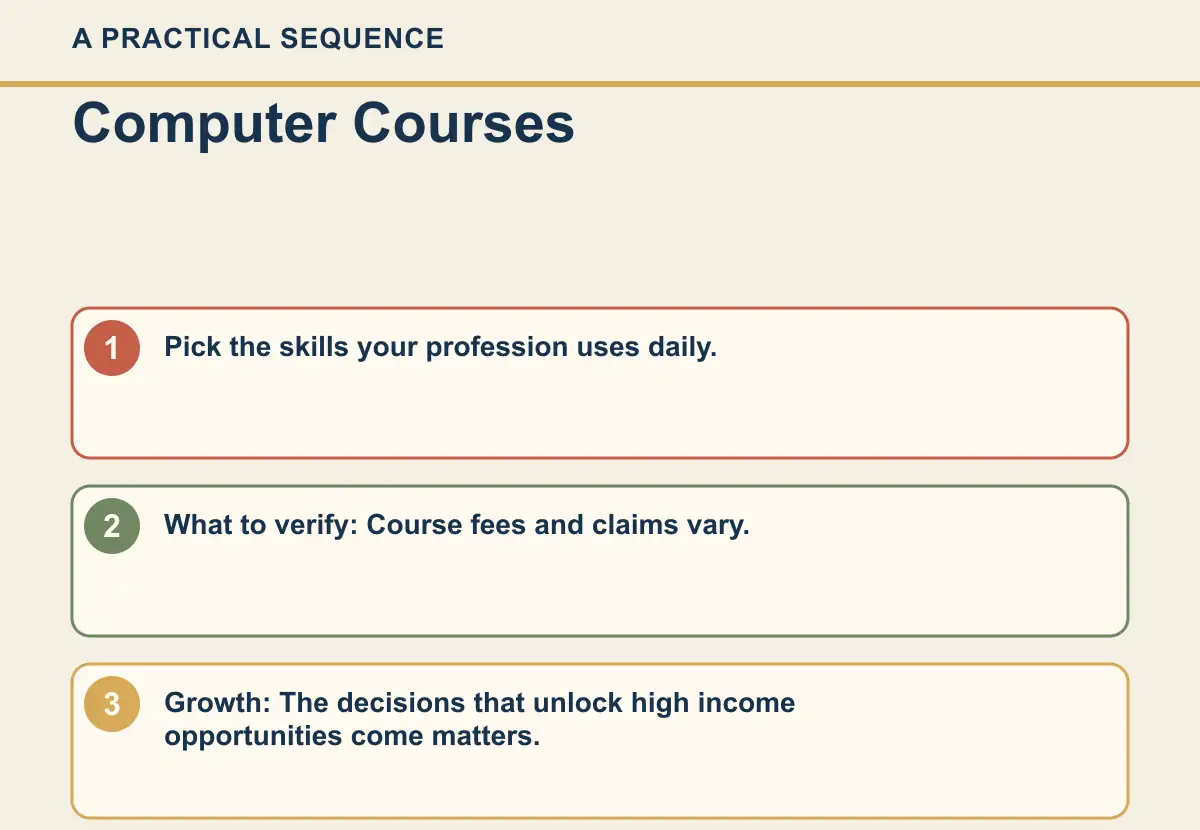 A PRACTICAL SEQUENCE
Computer Courses
1
Pick the skills your profession uses daily.
2
What to verify: Course fees and claims vary.
3
Growth: The decisions that unlock high income
opportunities come matters.